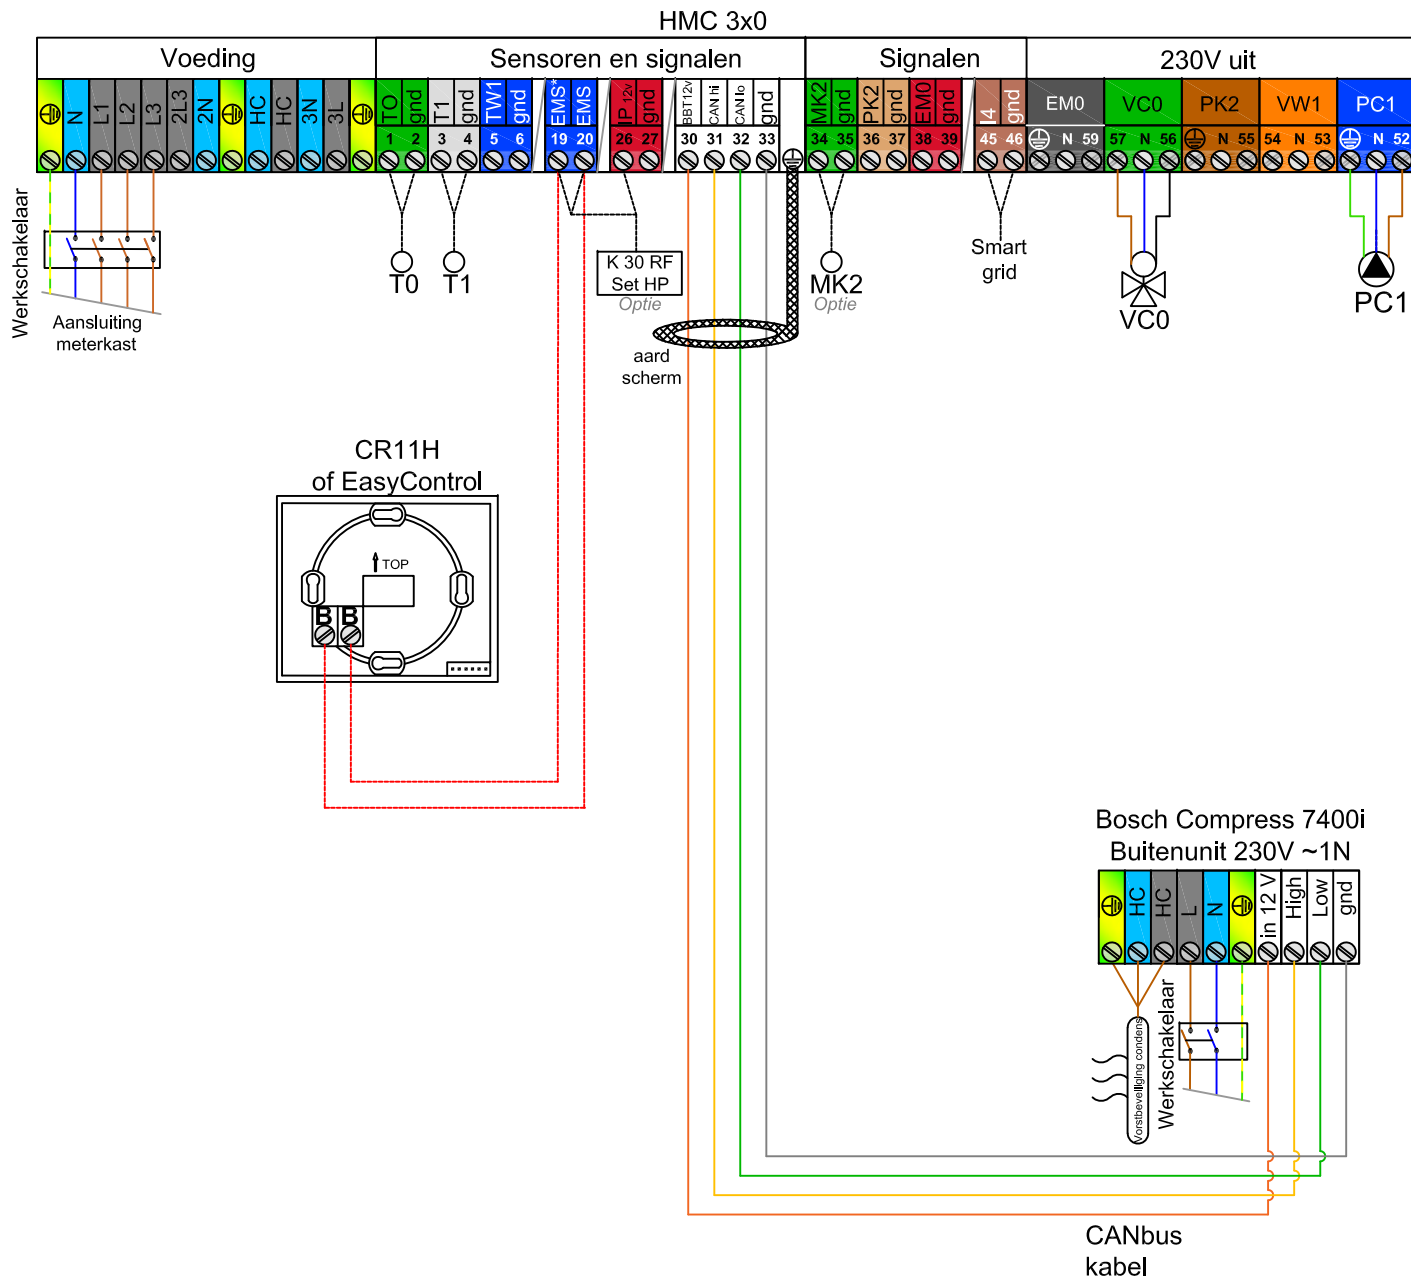 HMC 3x0
Voeding
Sensoren en signalen
Signalen
230V uit
N
L1
L2
L3
2L3
2N
HC
HC
3N
3L
TO
gnd
T1
gnd
TW1
gnd
EMS*
EMS
IP 12v
gnd
BBT12v
CAN hi
CAN lo
gnd
MK2
gnd
PK2
gnd
EM0
gnd
I4
gnd
EM0
VC0
PK2
VW1
PC1
1 2 3 4 5 6 19 20 26 27 30 31 32 33 34 35 36 37 38 39 45 46 N 59 57 N 56 N 55 54 N 53 N 52
Werkschakelaar
Aansluiting
meterkast
T0
T1
K 30 RF
Set HP
Optie
MK2
Optie
Smart
grid
VC0
PC1
aard
scherm
CR11H
of EasyControl
TOP
B B
Bosch Compress 7400i
Buitenunit 230V ~1N
HC
HC
L
N
in 12 V
High
Low
gnd
Vorstbeveiliging condens
Werkschakelaar
CANbus
kabel